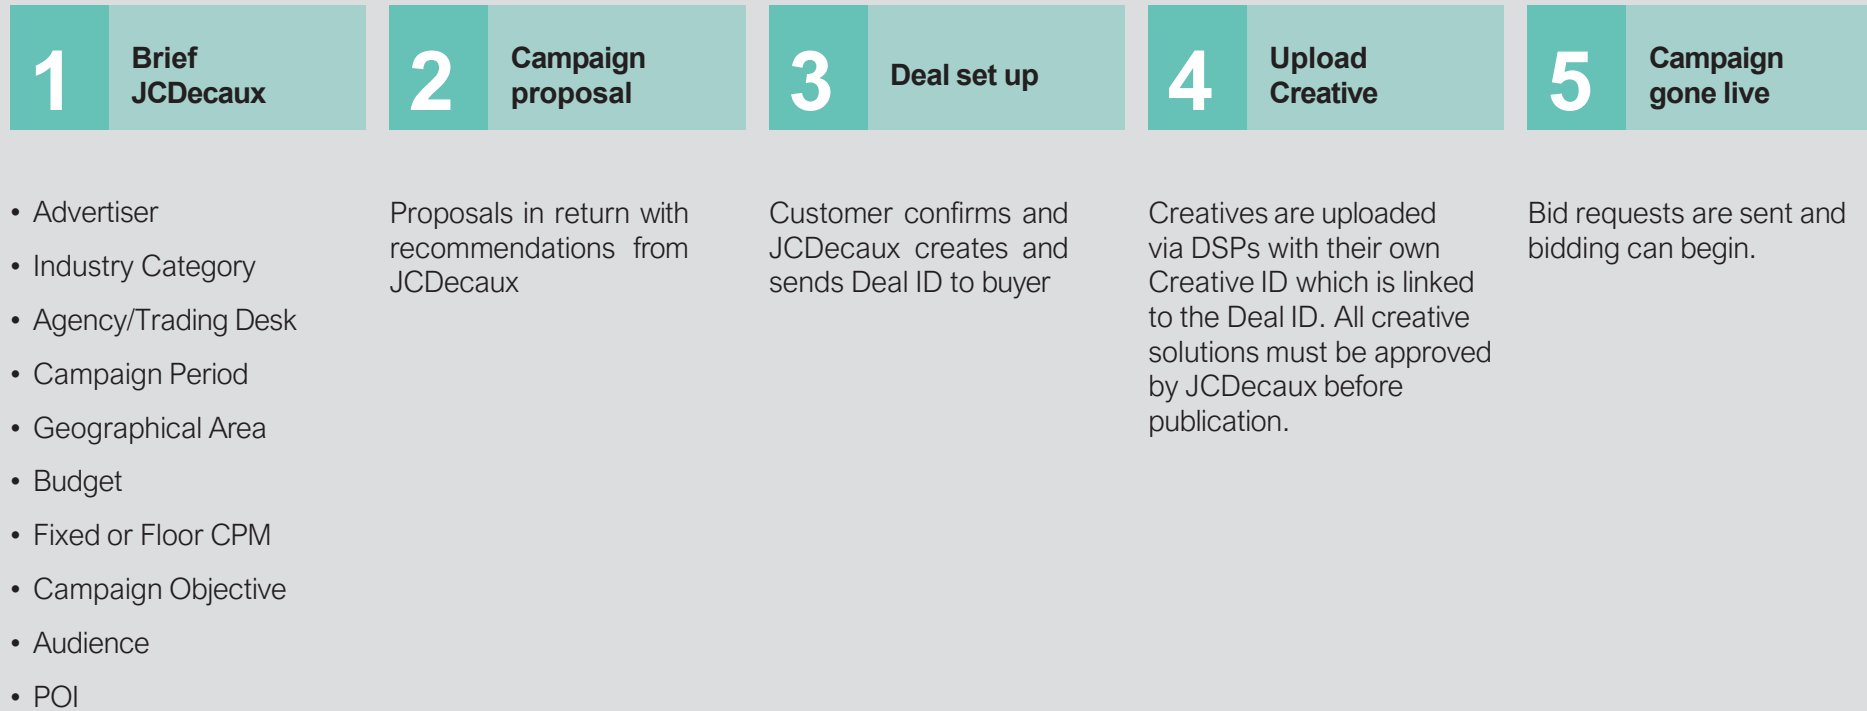 1
Brief
JCDecaux
2
Campaign
proposal
3
Deal set up
4
Upload
Creative
5
Campaign
gone live
• Advertiser
• Industry Category
• Agency/Trading Desk
• Campaign Period
• Geographical Area
• Budget
• Fixed or Floor CPM
• Campaign Objective
• Audience
• POI
Proposals in return with
recommendations from
JCDecaux
Customer confirms and
JCDecaux creates and
sends Deal ID to buyer
Creatives are uploaded
via DSPs with their own
Creative ID which is linked
to the Deal ID. All creative
solutions must be approved
by JCDecaux before
publication.
Bid requests are sent and
bidding can begin.